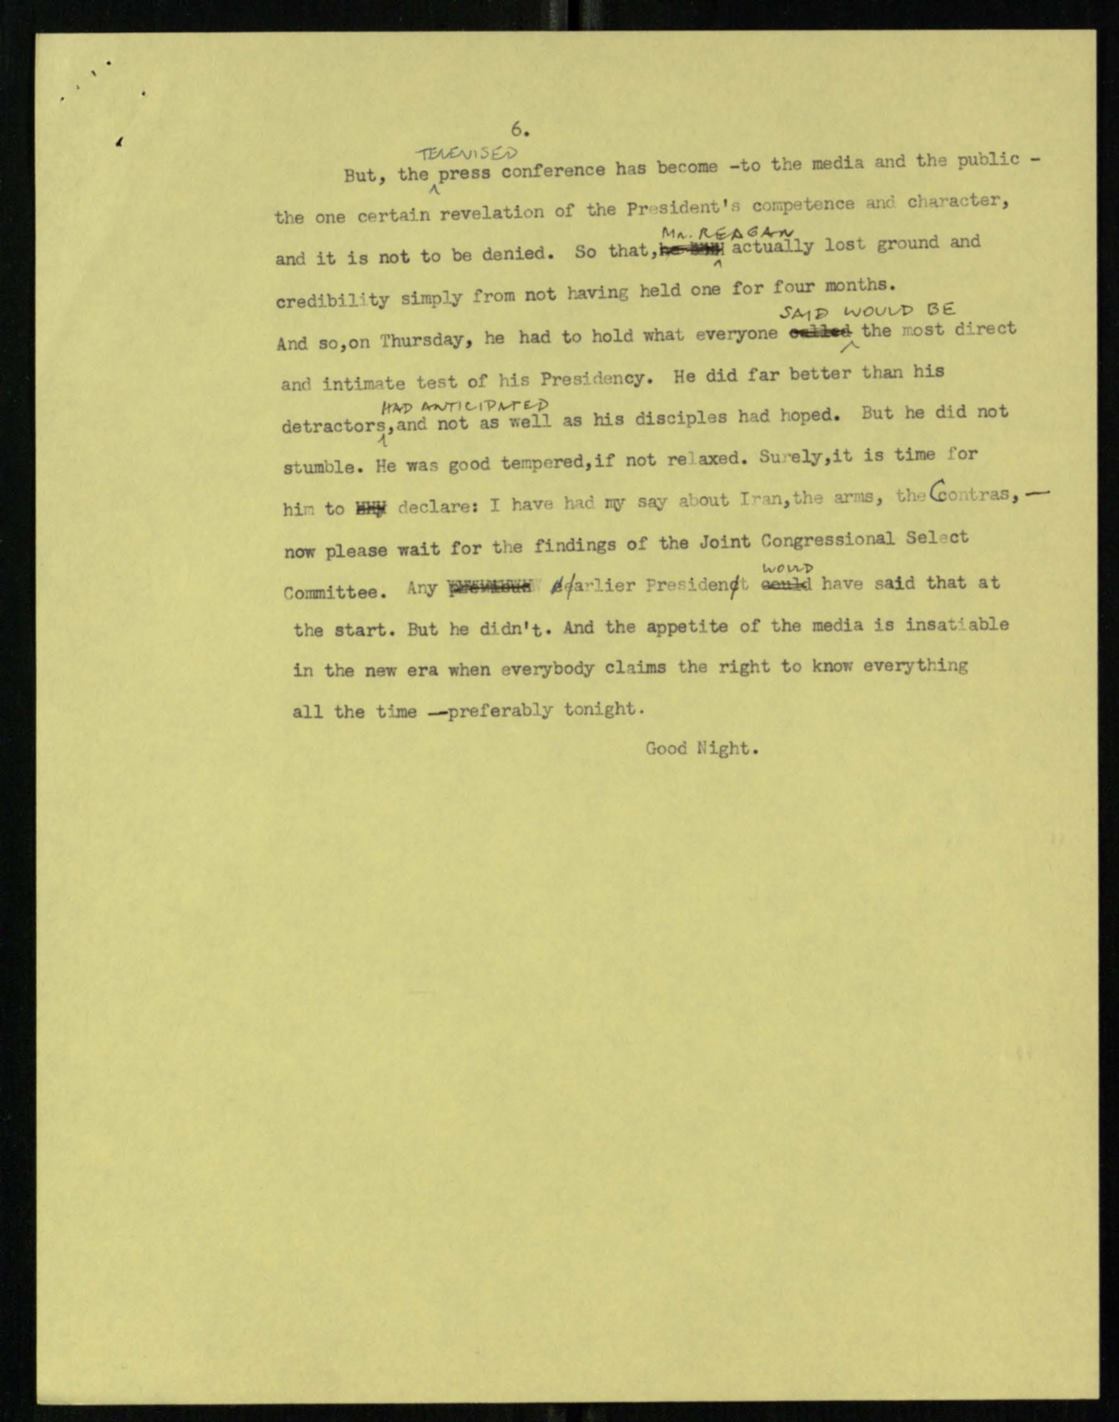 6.
TELEVISED
But, the press conference has become -to the media and the public -
the one certain revelation of the President's competence and character,
MR. REAGAN
and it is not to be denied. So that, actually lost ground and
credibility simply from not having held one for four months.
SAID WOULD BE
And so,on Thursday, he had to hold what everyone called the most direct
and intimate test of his Presidency. He did far better than his
HAD ANTICIPATED
detractors,and not as well as his disciples had hoped. But he did not
stumble. He was good tempered,if not relaxed. Surely,it is time for
him to declare: I have had my say about Iran,the arms, the Contras, —
now please wait for the findings of the Joint Congressional Select
WOULD
Committee. Any earlier President could have said that at
the start. But he didn't. And the appetite of the media is insatiable
in the new era when everybody claims the right to know everything
all the time —preferably tonight.
Good Night.